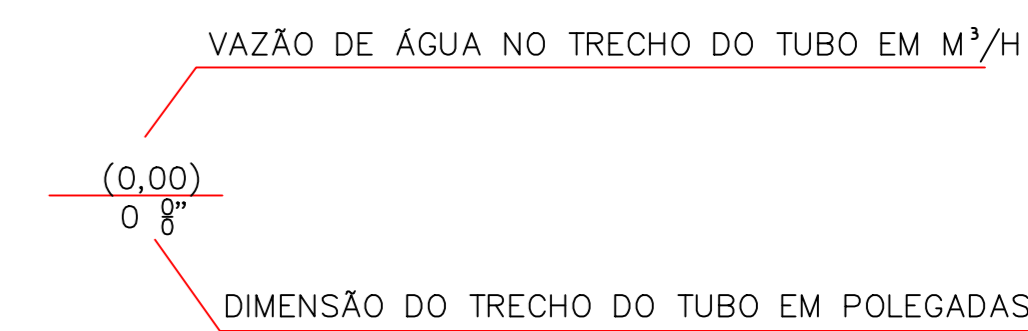 VAZÃO DE ÁGUA NO TRECHO DO TUBO EM M³/H
(0,00)
0 0/0”
DIMENSÃO DO TRECHO DO TUBO EM POLEGADAS